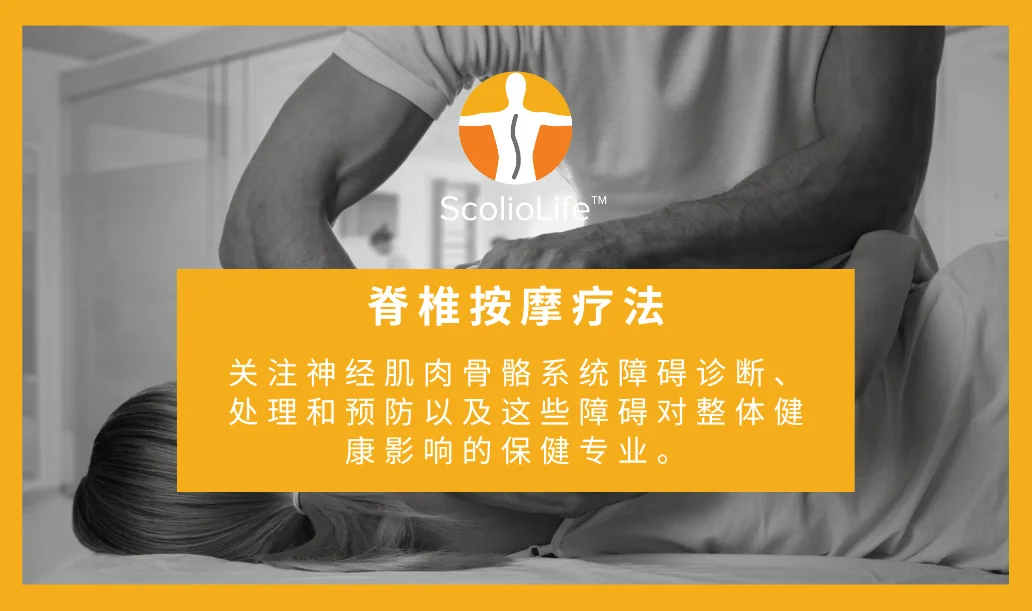 ScolioLife™
脊椎按摩疗法
关注神经肌肉骨骼系统障碍诊断、
处理和预防以及这些障碍对整体健
康影响的保健专业。